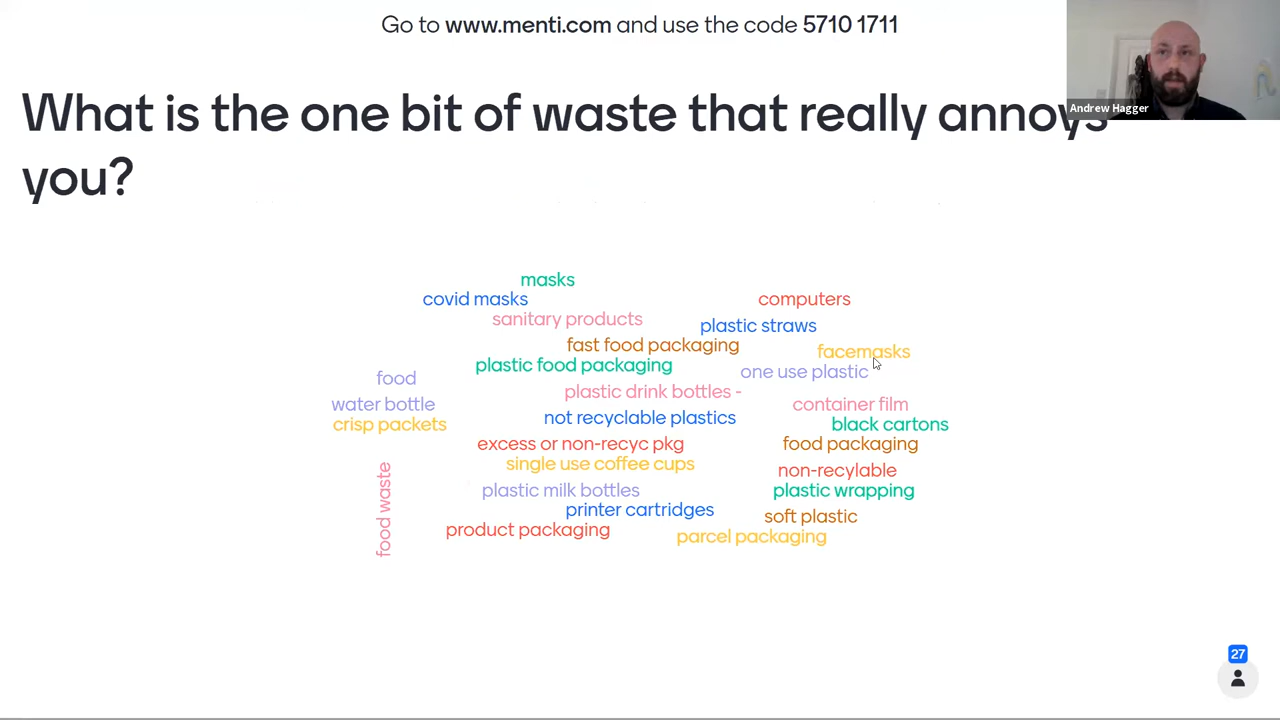 Go to www.menti.com and use the code 5710 1711
Andrew Hagger
What is the one bit of waste that really annoys
you?
masks
covid masks
computers
sanitary products
plastic straws
fast food packaging
facemasks
plastic food packaging
one use plastic
food
plastic drink bottles -
water bottle
container film
not recyclable plastics
crisp packets
black cartons
excess or non-recyc pkg
food packaging
single use coffee cups
non-recylable
food waste
plastic milk bottles
plastic wrapping
printer cartridges
soft plastic
product packaging
parcel packaging
27